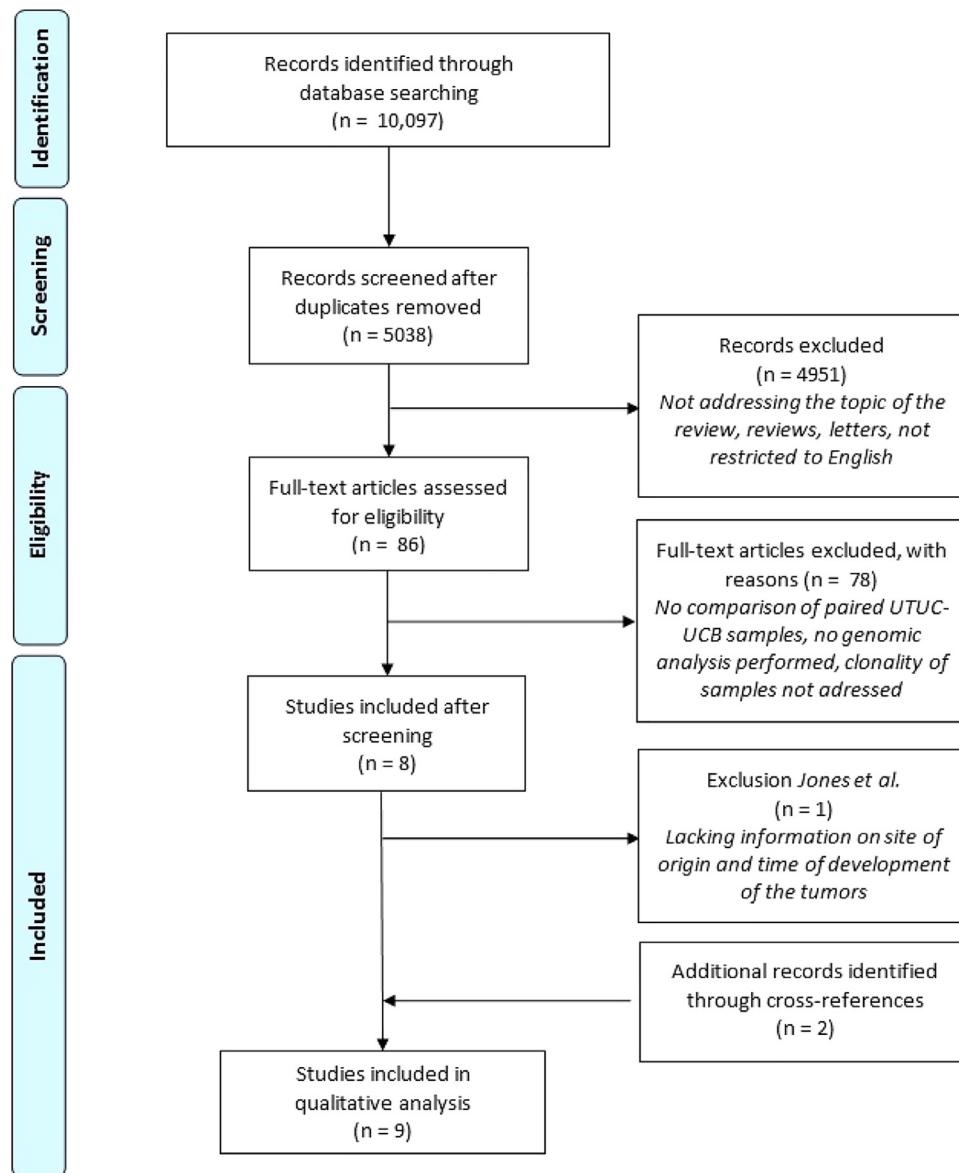 Identification
Records identified through
database searching
(n = 10,097)
Screening
Records screened after
duplicates removed
(n = 5038)
Records excluded
(n = 4951)
Not addressing the topic of the
review, reviews, letters, not
restricted to English
Eligibility
Full-text articles assessed
for eligibility
(n = 86)
Full-text articles excluded, with
reasons (n = 78)
No comparison of paired UTUC-
UCB samples, no genomic
analysis performed, clonality of
samples not adressed
Included
Studies included after
screening
(n = 8)
Exclusion Jones et al.
(n = 1)
Lacking information on site of
origin and time of development
of the tumors
Additional records identified
through cross-references
(n = 2)
Studies included in
qualitative analysis
(n = 9)